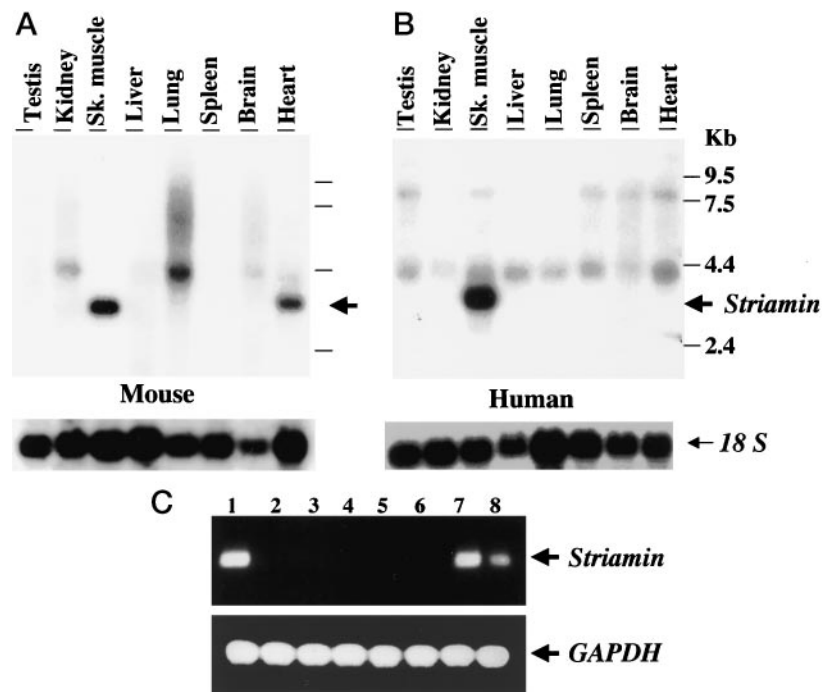 A
Testis
Kidney
Sk. muscle
Liver
Lung
Spleen
Brain
Heart
Mouse
B
Testis
Kidney
Sk. muscle
Liver
Lung
Spleen
Brain
Heart
Kb
9.5
7.5
4.4
Striamin
2.4
Human
18 S
C
1 2 3 4 5 6 7 8
Striamin
GAPDH